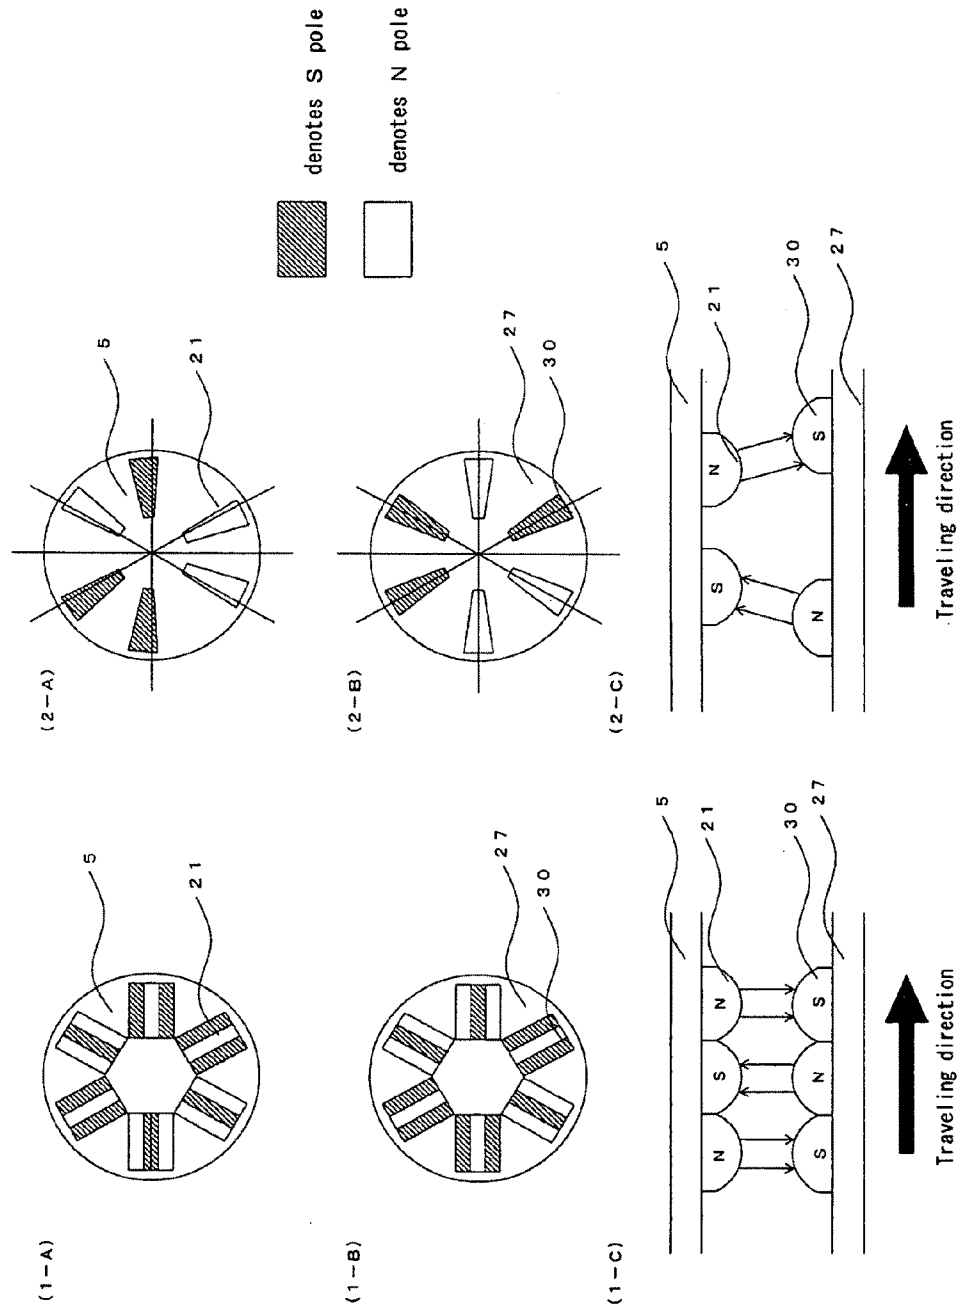 (1-A)
5
21
(1-B)
27
30
(1-C)
5
21
30
27
N S N
S N S
Traveling direction
(2-A)
5
21
(2-B)
27
30
(2-C)
5
21
30
27
S N
N S
Traveling direction
denotes S pole
denotes N pole